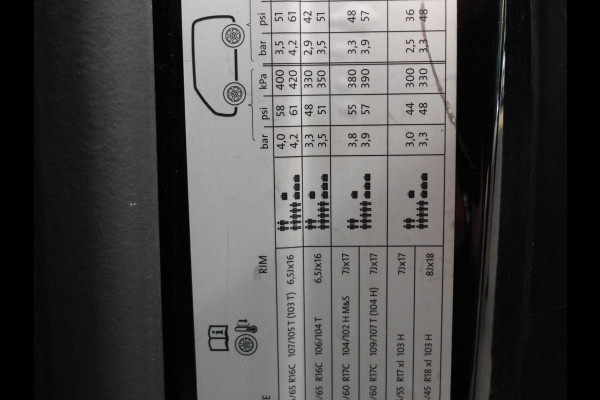 E RIM bar psi kPa bar psi
4,0 58 400 3,5 51
/65 R16C 107/105 T (103 T) 6,5Jx16 4,2 61 420 4,2 61
3,3 48 330 2,9 42
/65 R16C 106/104 T 6,5Jx16 3,5 51 350 3,5 51
/60 R17C 104/102 H M&S 7Jx17 3,8 55 380 3,3 48
/60 R17C 109/107 T (104 H) 7Jx17 3,9 57 390 3,9 57
/55 R17 xl 103 H 7Jx17 3,0 44 300 2,5 36
/45 R18 xl 103 H 8Jx18 3,3 48 330 3,3 48